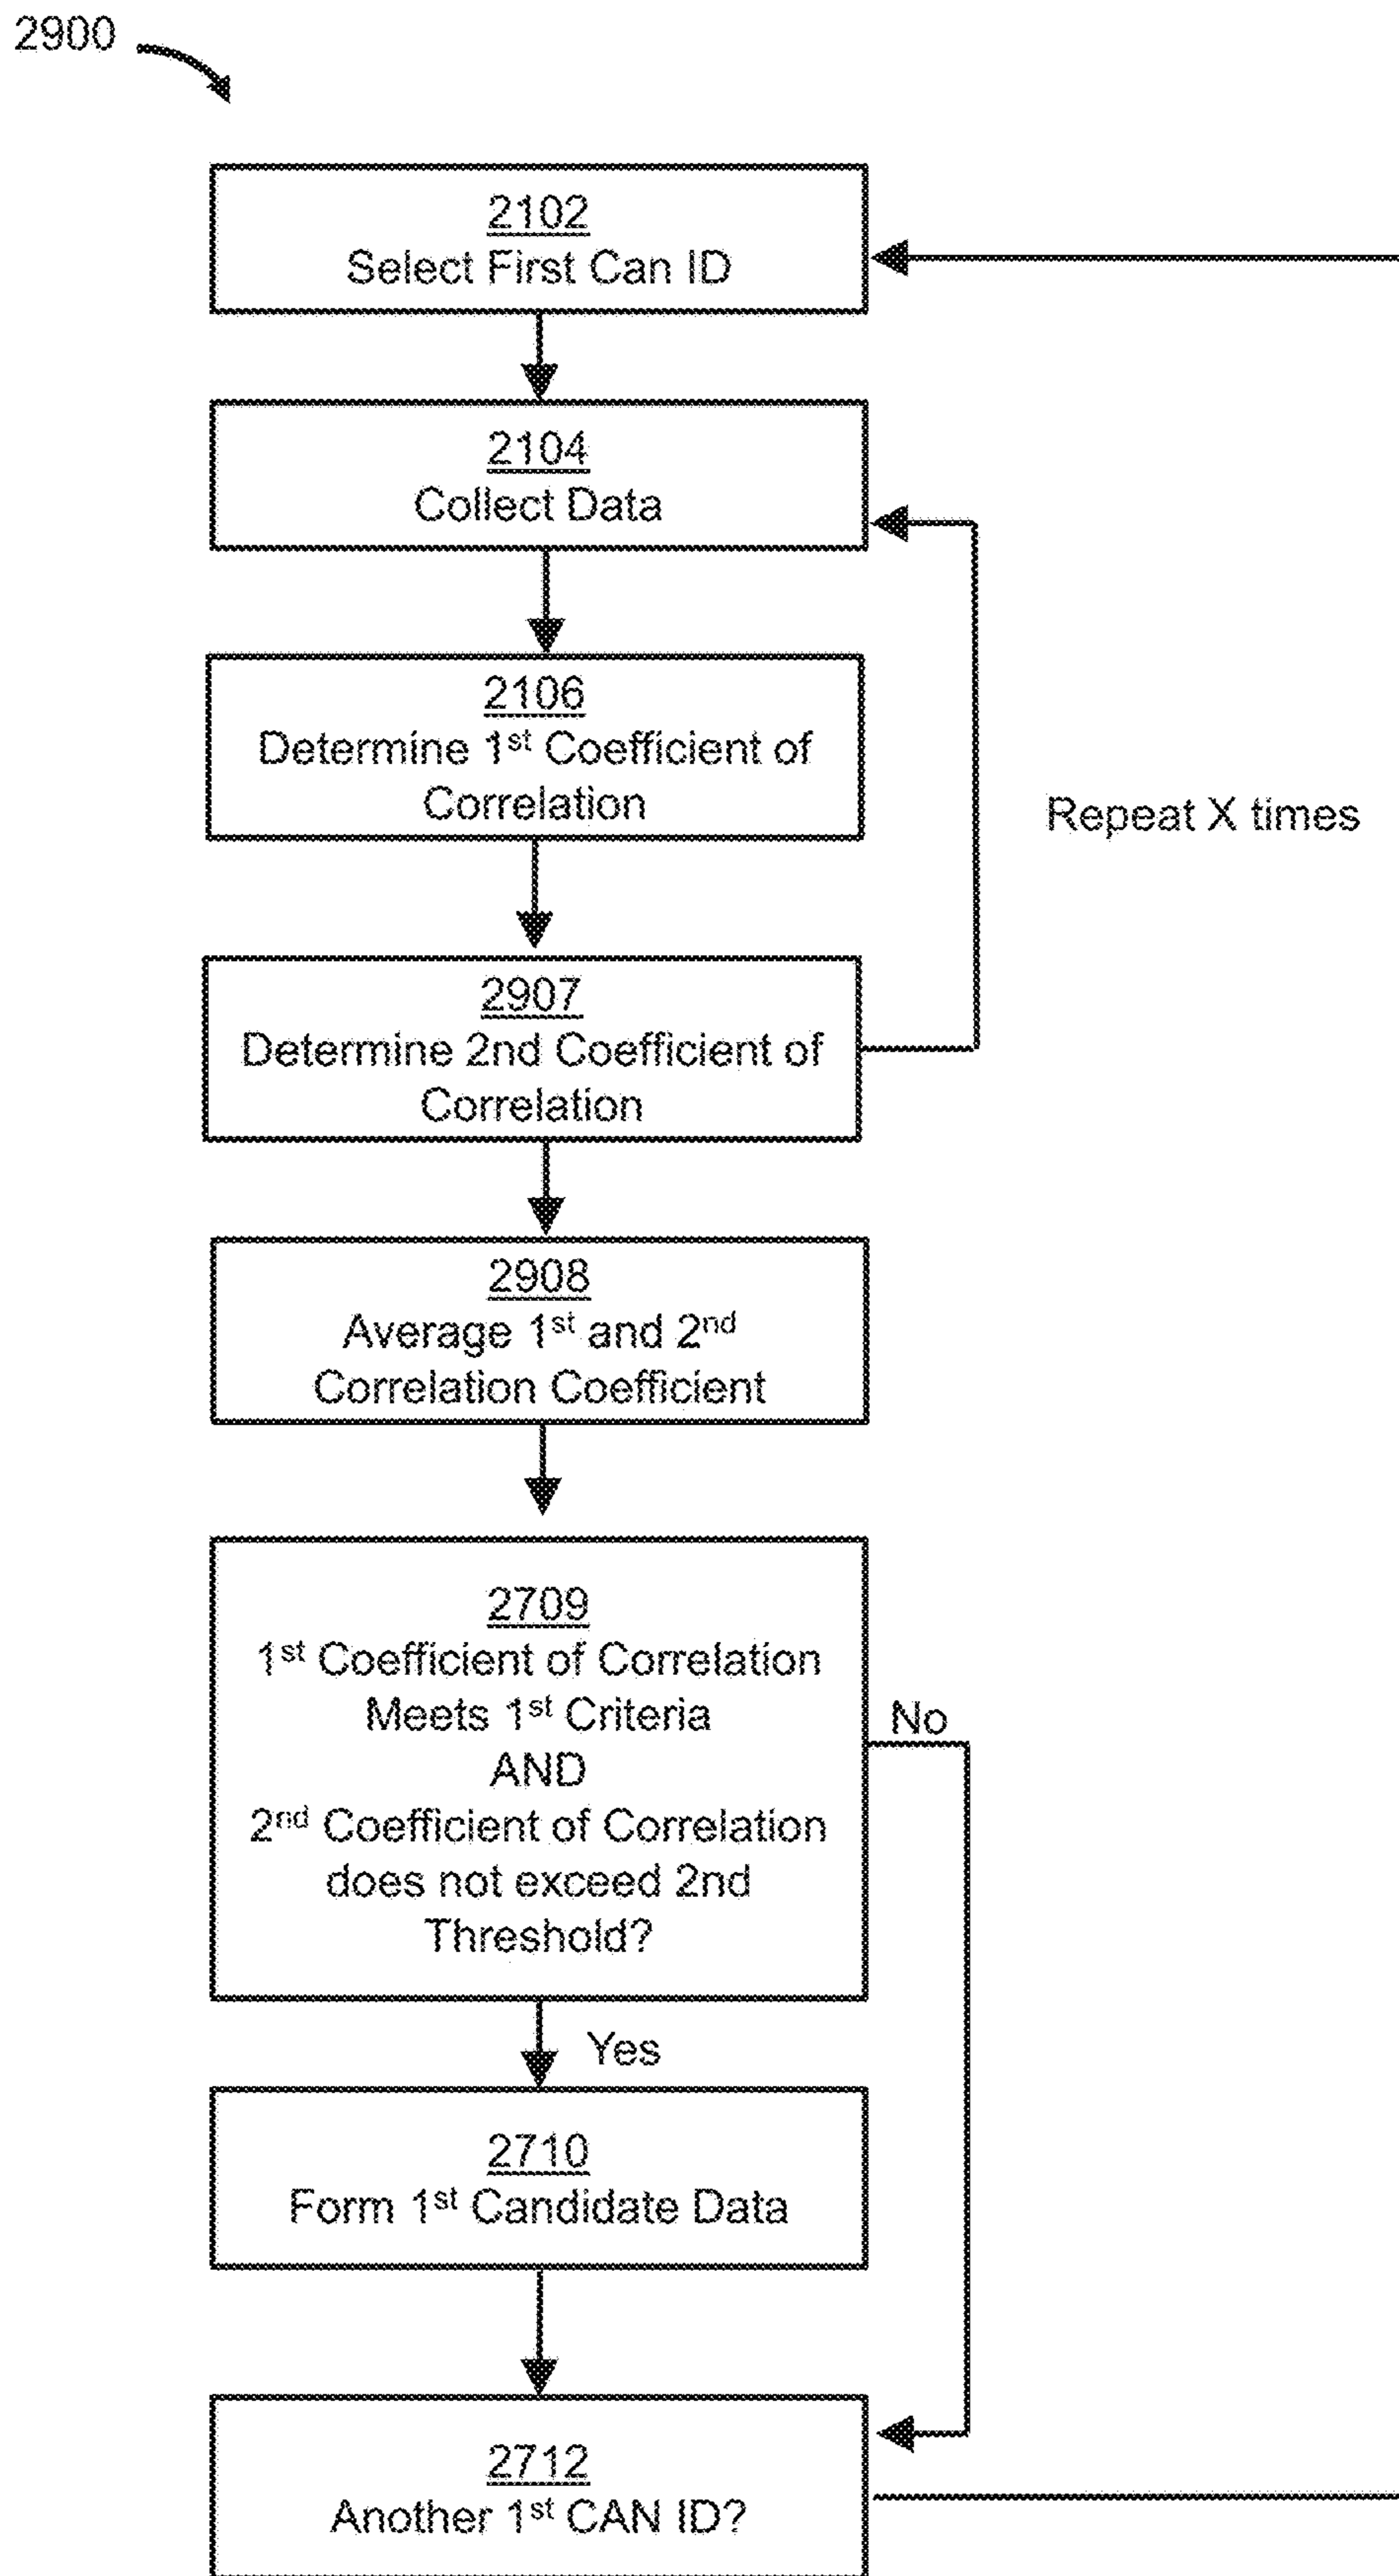 2900
2102
Select First Can ID
2104
Collect Data
2106
Determine 1st Coefficient of
Correlation
Repeat X times
2907
Determine 2nd Coefficient of
Correlation
2908
Average 1st and 2nd
Correlation Coefficient
2709
1st Coefficient of Correlation
Meets 1st Criteria
AND
2nd Coefficient of Correlation
does not exceed 2nd
Threshold?
No
Yes
2710
Form 1st Candidate Data
2712
Another 1st CAN ID?